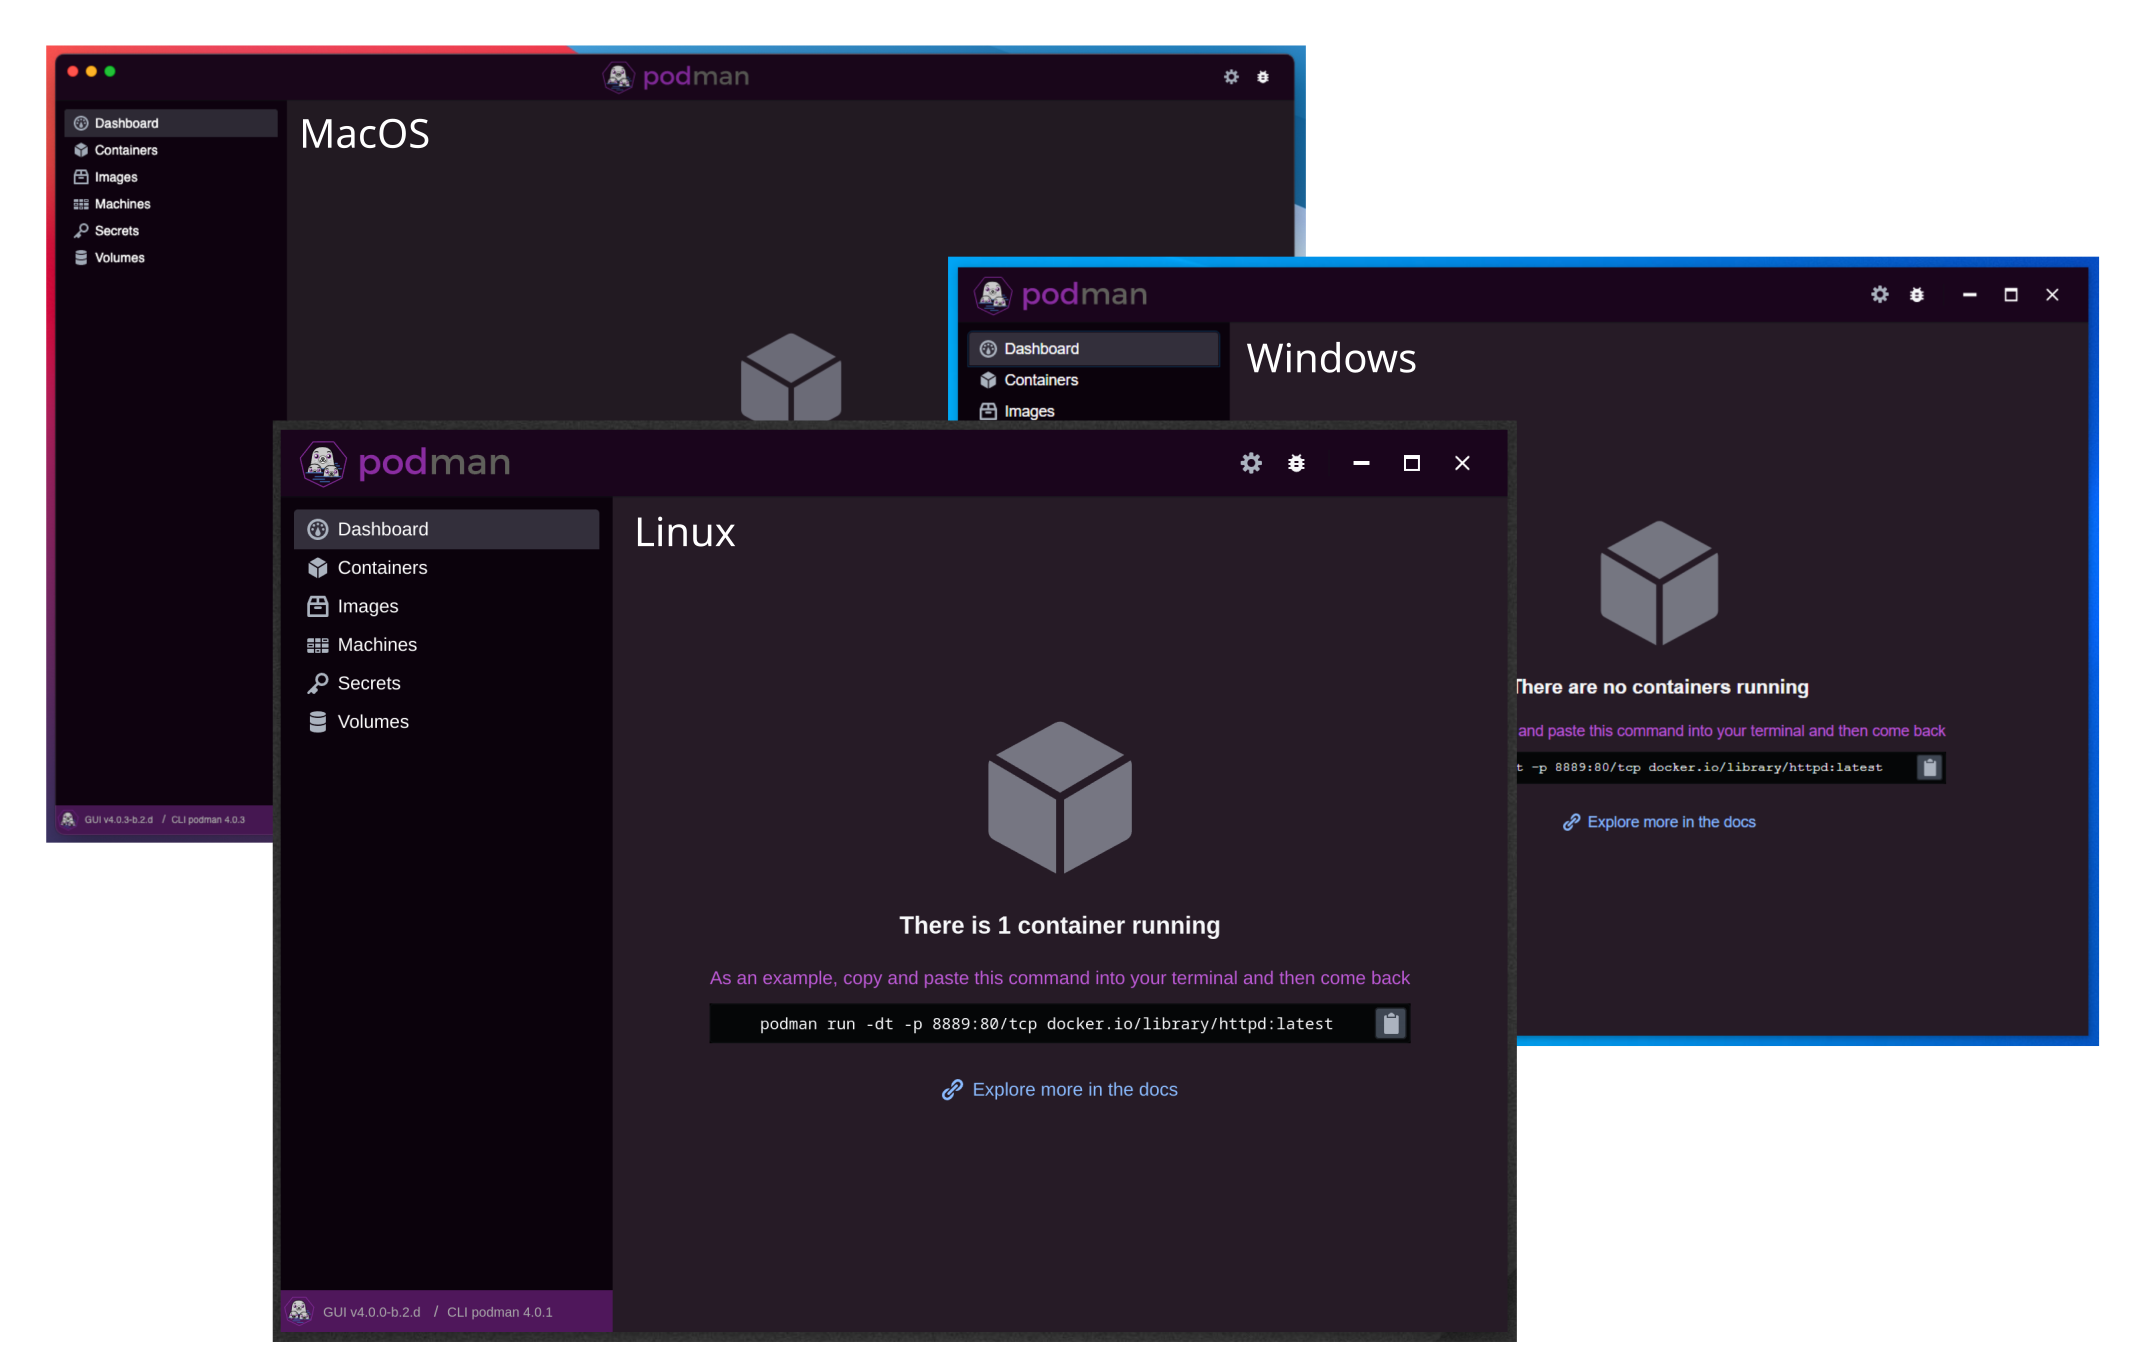 podman
Dashboard
Containers
Images
Machines
Secrets
Volumes
MacOS
GUI v4.0.3-b.2.d / CLI podman 4.0.3
podman
Dashboard
Containers
Images
Windows
There are no containers running
and paste this command into your terminal and then come back
t -p 8889:80/tcp docker.io/library/httpd:latest
Explore more in the docs
podman
Dashboard
Containers
Images
Machines
Secrets
Volumes
Linux
There is 1 container running
As an example, copy and paste this command into your terminal and then come back
podman run -dt -p 8889:80/tcp docker.io/library/httpd:latest
Explore more in the docs
GUI v4.0.0-b.2.d / CLI podman 4.0.1